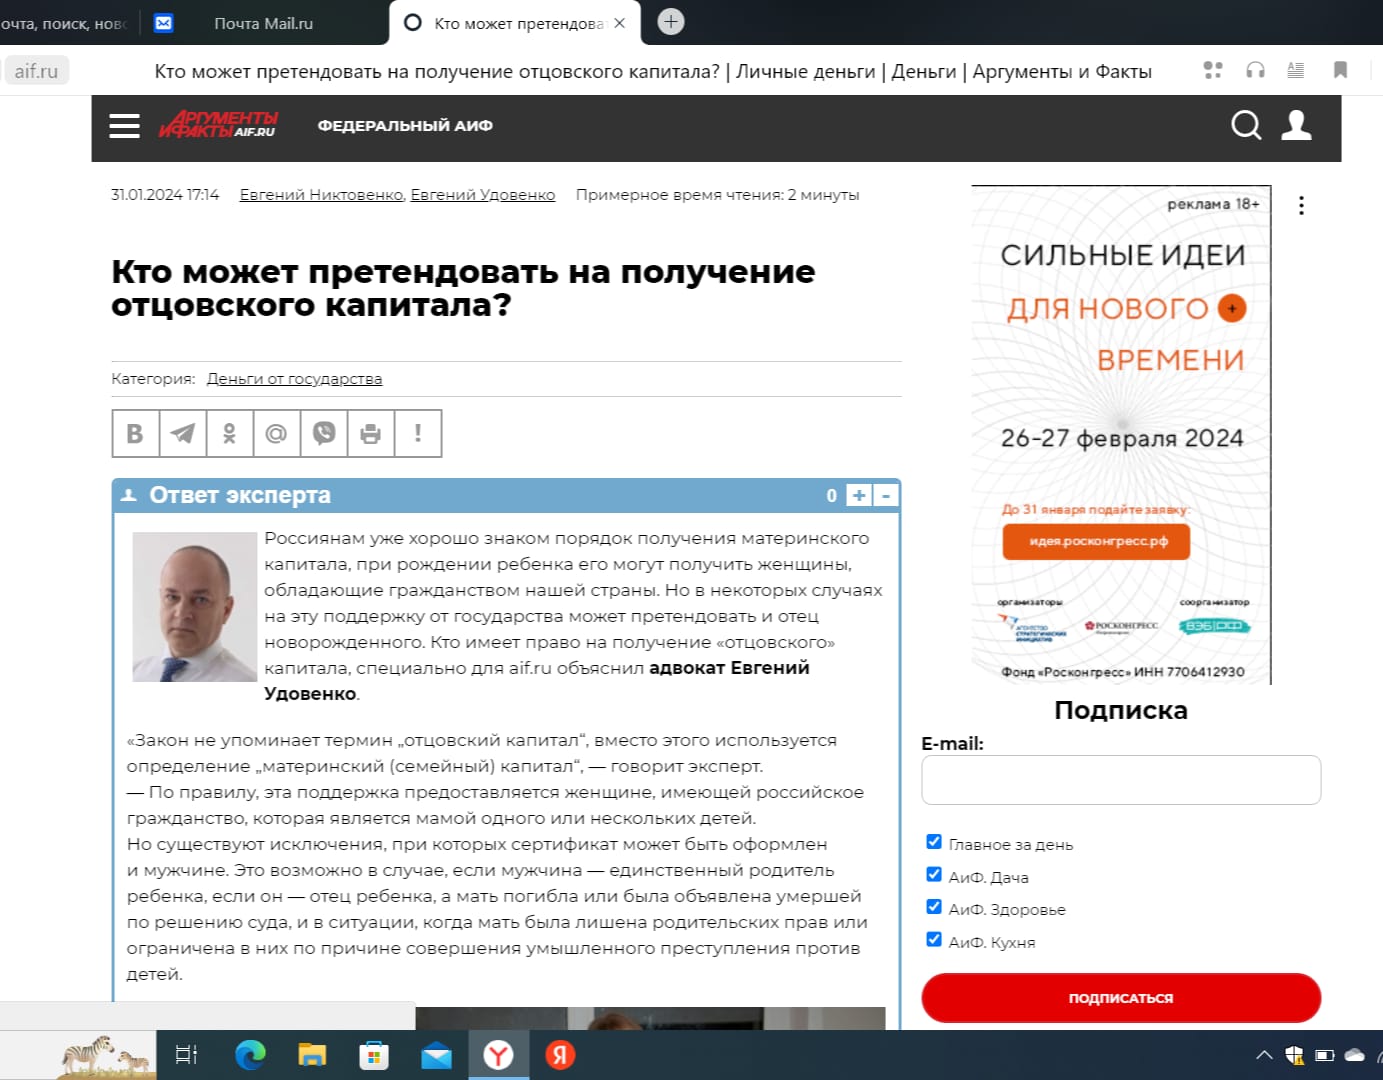 очта, поиск, новс
Почта Mail.ru
Кто может претендова
aif.ru
Кто может претендовать на получение отцовского капитала? | Личные деньги | Деньги | Аргументы и Факты
АРГУМЕНТЫ
И ФАКТЫ AIF.RU
ФЕДЕРАЛЬНЫЙ АИФ
31.01.2024 17:14 Евгений Никтовенко, Евгений Удовенко Примерное время чтения: 2 минуты
Кто может претендовать на получение
отцовского капитала?
Категория: Деньги от государства
Ответ эксперта
0 + -
Россиянам уже хорошо знаком порядок получения материнского
капитала, при рождении ребенка его могут получить женщины,
обладающие гражданством нашей страны. Но в некоторых случаях
на эту поддержку от государства может претендовать и отец
новорожденного. Кто имеет право на получение «отцовского»
капитала, специально для aif.ru объяснил адвокат Евгений
Удовенко.
«Закон не упоминает термин „отцовский капитал“, вместо этого используется
определение „материнский (семейный) капитал“, — говорит эксперт.
— По правилу, эта поддержка предоставляется женщине, имеющей российское
гражданство, которая является мамой одного или нескольких детей.
Но существуют исключения, при которых сертификат может быть оформлен
и мужчине. Это возможно в случае, если мужчина — единственный родитель
ребенка, если он — отец ребенка, а мать погибла или была объявлена умершей
по решению суда, и в ситуации, когда мать была лишена родительских прав или
ограничена в них по причине совершения умышленного преступления против
детей.
реклама 18+
СИЛЬНЫЕ ИДЕИ
ДЛЯ НОВОГО +
ВРЕМЕНИ
26–27 февраля 2024
До 31 января подайте заявку:
идея.росконгресс.рф
организаторы
соорганизатор
АГЕНТСТВО
СТРАТЕГИЧЕСКИХ
ИНИЦИАТИВ
РОСКОНГРЕСС
ВЭБ РФ
Фонд «Росконгресс» ИНН 7706412930
Подписка
E-mail:
Главное за день
АиФ. Дача
АиФ. Здоровье
АиФ. Кухня
ПОДПИСАТЬСЯ